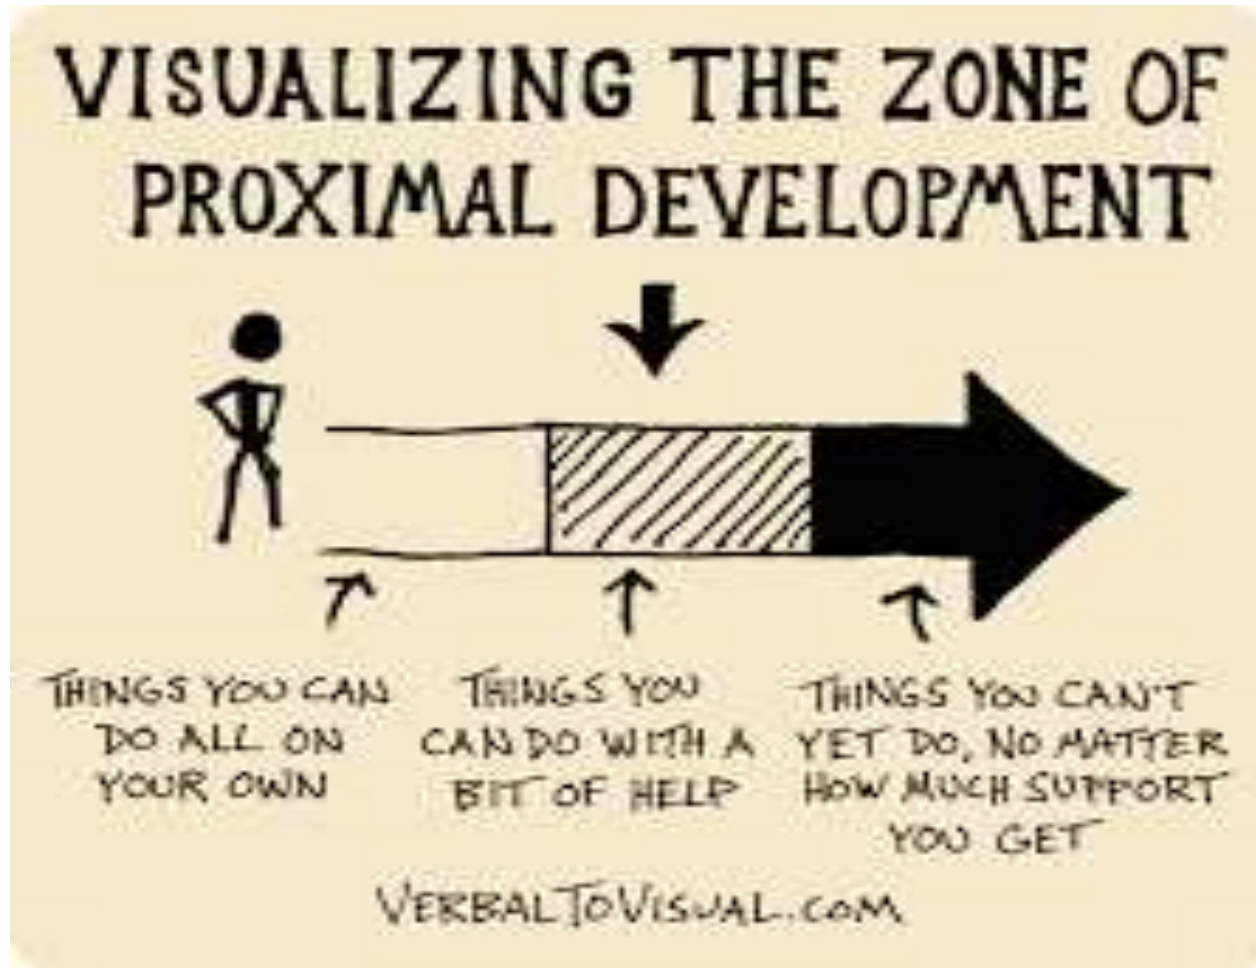 VISUALIZING THE ZONE OF
PROXIMAL DEVELOPMENT
THINGS YOU CAN
DO ALL ON
YOUR OWN
THINGS YOU
CAN DO WITH A
BIT OF HELP
THINGS YOU CAN'T
YET DO, NO MATTER
HOW MUCH SUPPORT
YOU GET
VERBALTOVISUAL.COM